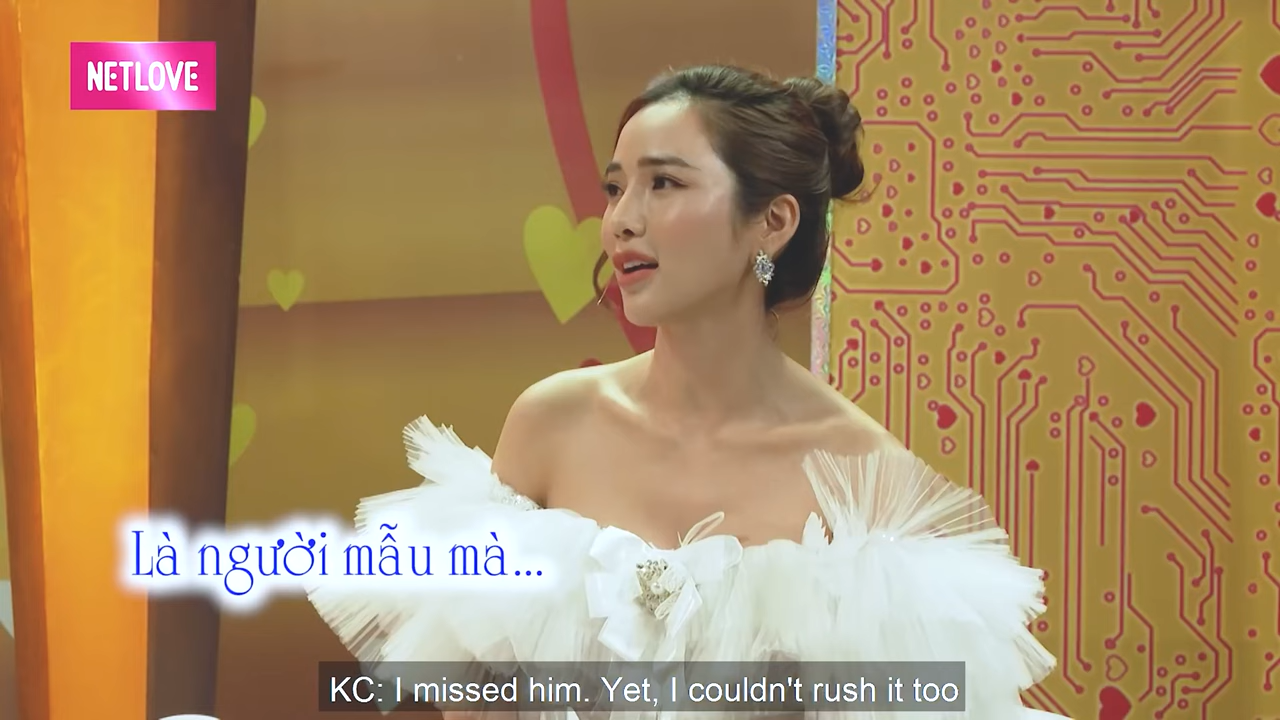 NETLOVE
Là người mẫu mà...
KC: I missed him. Yet, I couldn't rush it too